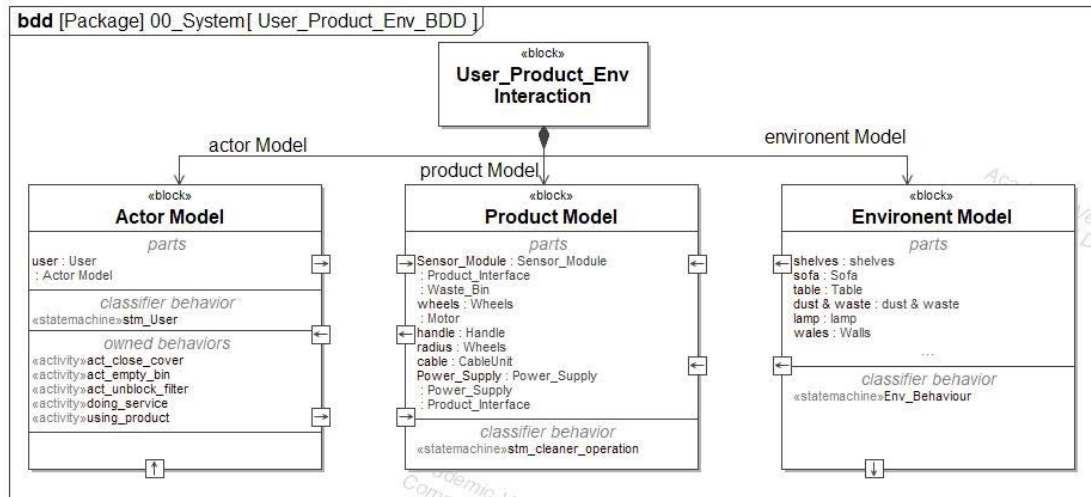 bdd [Package] 00_System[ User_Product_Env_BDD ]
«block»
User_Product_Env
Interaction
actor Model
product Model
environent Model
«block»
Actor Model
parts
user : User
: Actor Model
classifier behavior
«statemachine»stm_User
owned behaviors
«activity»act_close_cover
«activity»act_empty_bin
«activity»act_unblock_filter
«activity»doing_service
«activity»using_product
«block»
Product Model
parts
Sensor_Module : Sensor_Module
: Product_Interface
: Waste_Bin
wheels : Wheels
: Motor
handle : Handle
radius : Wheels
cable : CableUnit
Power_Supply : Power_Supply
: Power_Supply
: Product_Interface
classifier behavior
«statemachine»stm_cleaner_operation
«block»
Environent Model
parts
shelves : shelves
sofa : Sofa
table : Table
dust & waste : dust & waste
lamp : lamp
wales : Walls
...
classifier behavior
«statemachine»Env_Behaviour